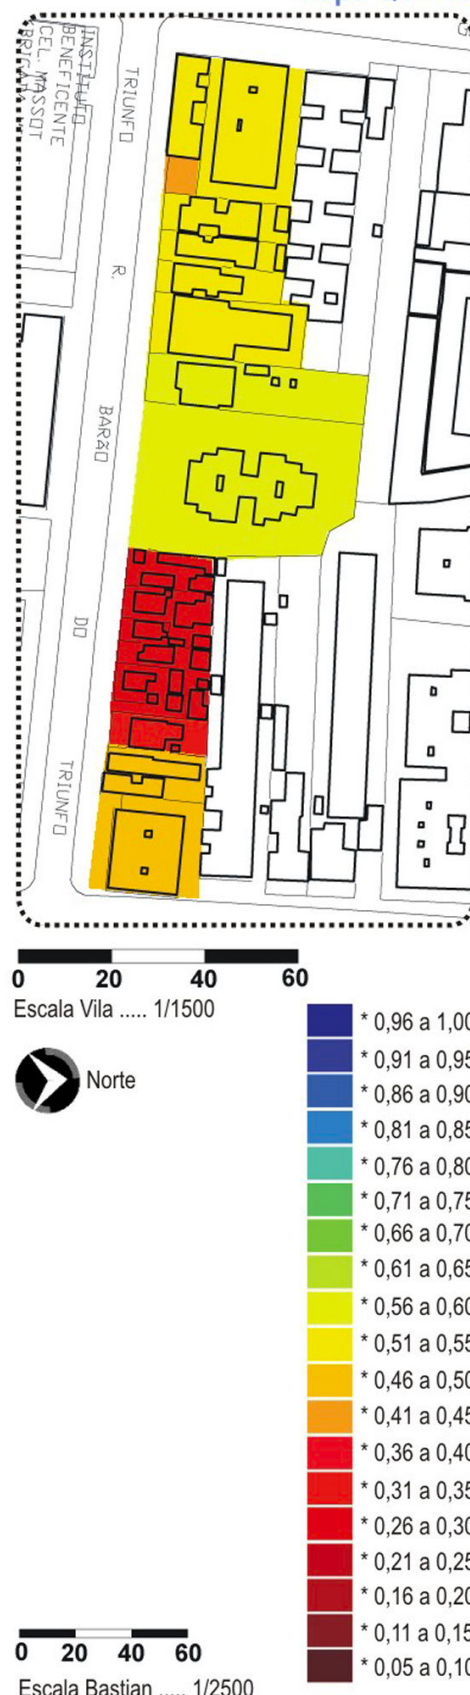 INSTITUTO
BENEFICENTE
CEL. MASSOT
TRIUNFO
R.
BARÃO
DO
TRIUNFO
0 20 40 60
Escala Vila ..... 1/1500
Norte
* 0,96 a 1,00
* 0,91 a 0,95
* 0,86 a 0,90
* 0,81 a 0,85
* 0,76 a 0,80
* 0,71 a 0,75
* 0,66 a 0,70
* 0,61 a 0,65
* 0,56 a 0,60
* 0,51 a 0,55
* 0,46 a 0,50
* 0,41 a 0,45
* 0,36 a 0,40
* 0,31 a 0,35
* 0,26 a 0,30
* 0,21 a 0,25
* 0,16 a 0,20
* 0,11 a 0,15
* 0,05 a 0,10
0 20 40 60
Escala Bastian ..... 1/2500